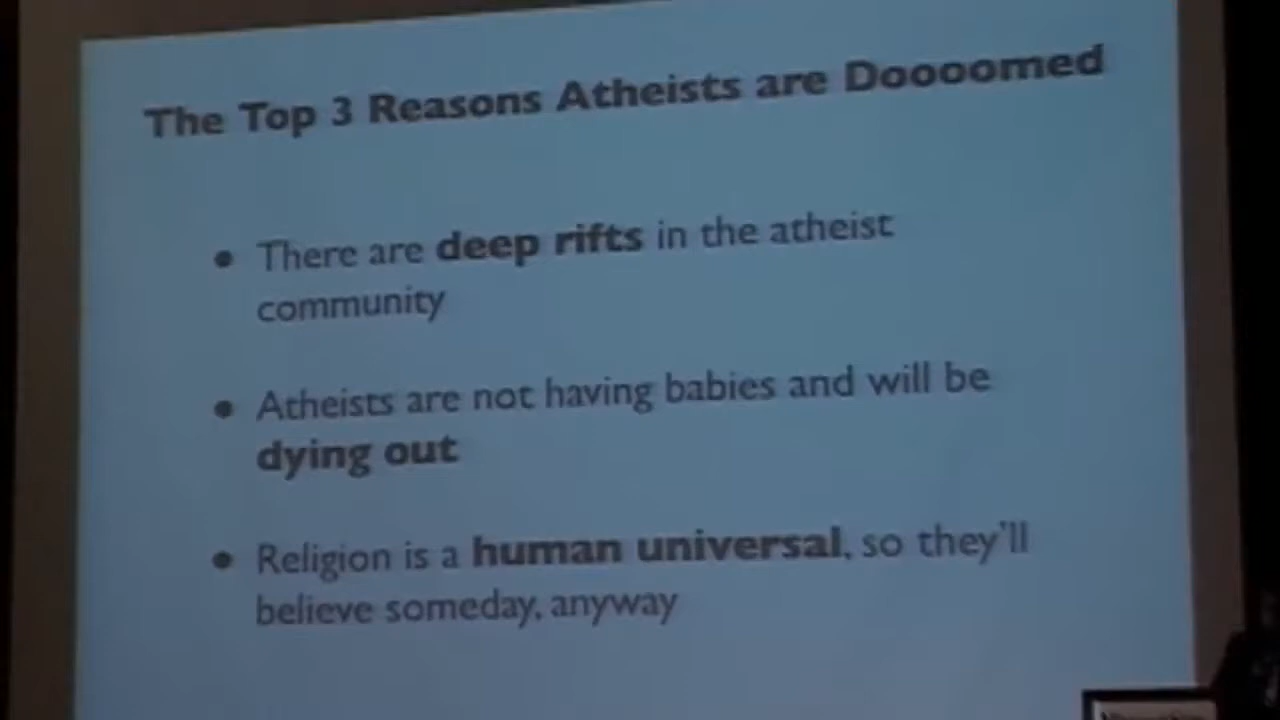 The Top 3 Reasons Atheists are Doooomed
• There are deep rifts in the atheist
community
• Atheists are not having babies and will be
dying out
• Religion is a human universal, so they'll
believe someday, anyway